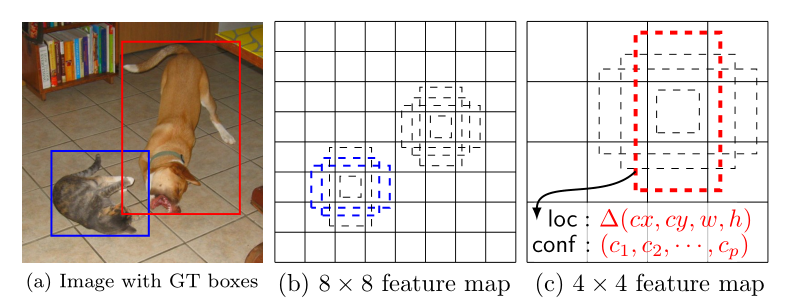 loc : Δ(cx, cy, w, h)
conf : (c₁, c₂, ⋯, cₚ)
(a) Image with GT boxes
(b) 8 × 8 feature map
(c) 4 × 4 feature map